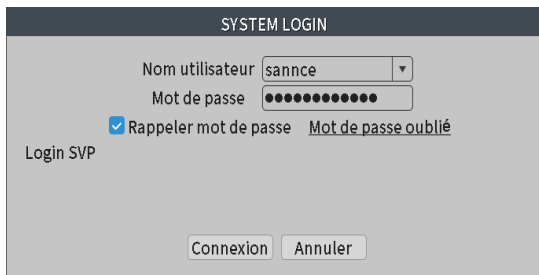 SYSTEM LOGIN
Nom utilisateur sannce
Mot de passe ●●●●●●●●●●●●
Rappeler mot de passe Mot de passe oublié
Login SVP
Connexion Annuler